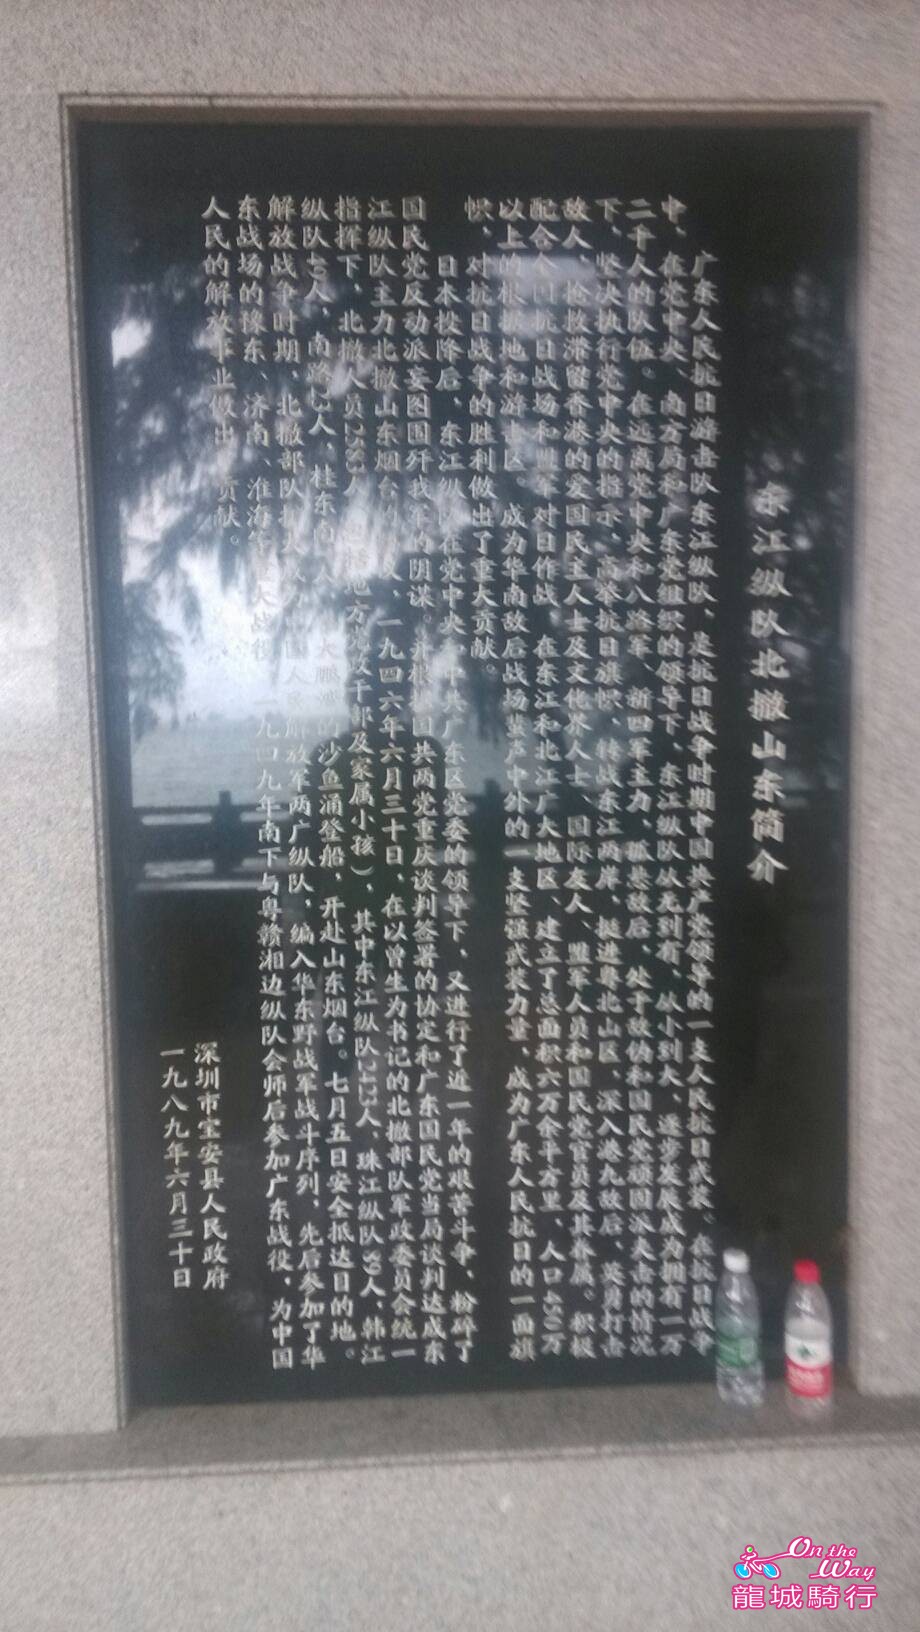 东江纵队北撤山东简介
广东人民抗日游击队东江纵队，是抗日战争时期中国共产党领导的一支人民抗日武装。在抗日战争
中，在党中央、南方局和广东党组织的领导下，东江纵队从无到有，从小到大，逐步发展成为拥有一万
二千人的队伍。在远离党中央和八路军、新四军主力，孤悬敌后，处于敌伪和国民党顽固派夹击的情况
下，坚决执行党中央的指示，高举抗日旗帜，转战东江两岸，挺进粤北山区，深入港九敌后，英勇打击
敌人，抢救滞留香港的爱国民主人士及文化界人士、国际友人、盟军人员和国民党官员及其眷属。积极
配合全国抗日战场和盟军对日作战，在东江和北江广大地区，建立了总面积六万余平方里，人口450万
以上的根据地和游击区。成为华南敌后战场蜚声中外的一支坚强武装力量，成为广东人民抗日的一面旗
帜，对抗日战争的胜利做出了重大贡献。
日本投降后，东江纵队在党中央、中共广东区党委的领导下，又进行了近一年的艰苦斗争，粉碎了
国民党反动派妄图围歼我军的阴谋。并根据国共两党重庆谈判签署的协定和广东国民党当局谈判达成东
江纵队主力北撤山东烟台的协议，一九四六年六月三十日，在以曾生为书记的北撤部队军政委员会统一
指挥下，北撤人员2583人（包括地方党政干部及家属小孩），其中东江纵队2423人，珠江纵队89人，韩江
纵队47人，南路23人，桂东南1人，在大鹏湾的沙鱼涌登船，开赴山东烟台。七月五日安全抵达目的地。
解放战争时期，北撤部队扩大成为中国人民解放军两广纵队，编入华东野战军战斗序列，先后参加了华
东战场的豫东、济南、淮海等重大战役，一九四九年南下与粤赣湘边纵队会师后参加广东战役，为中国
人民的解放事业做出了贡献。
深圳市宝安县人民政府
一九八九年六月三十日
On the Way
龍城騎行